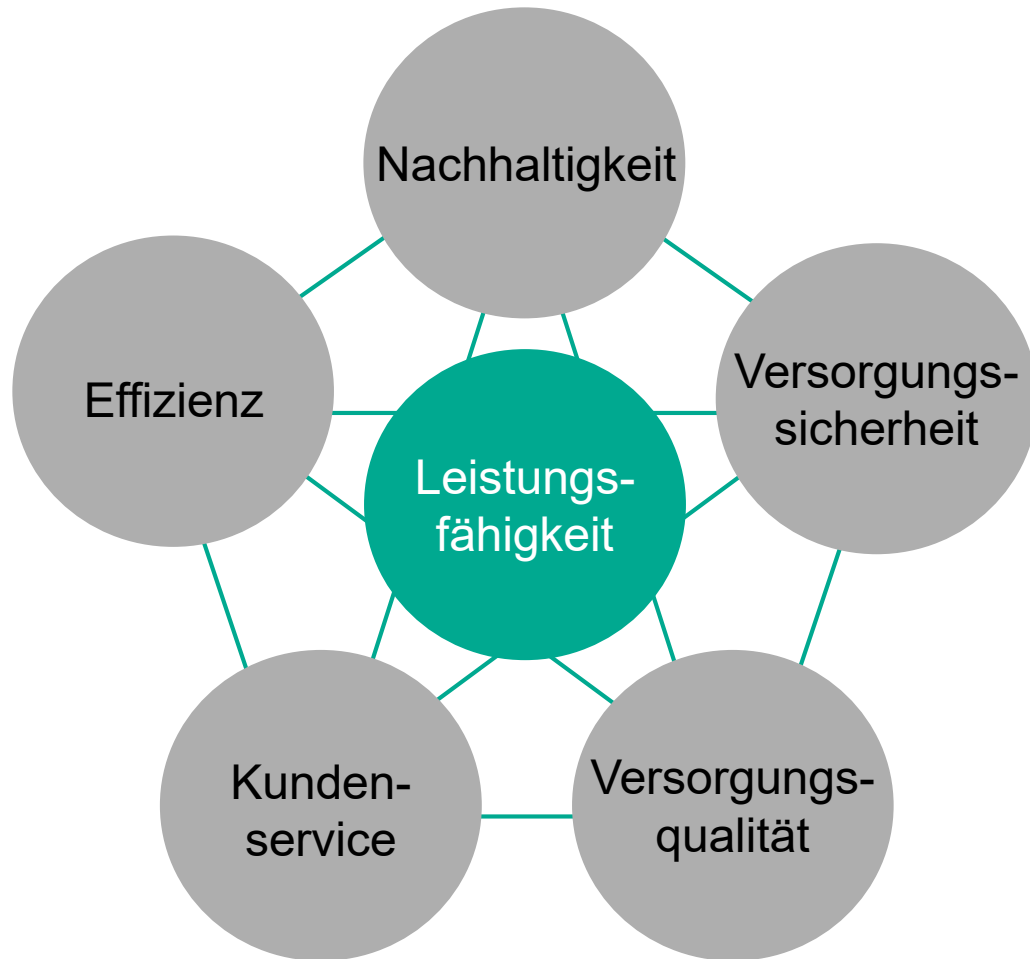 Nachhaltigkeit
Effizienz
Versorgungs-
sicherheit
Leistungs-
fähigkeit
Kunden-
service
Versorgungs-
qualität